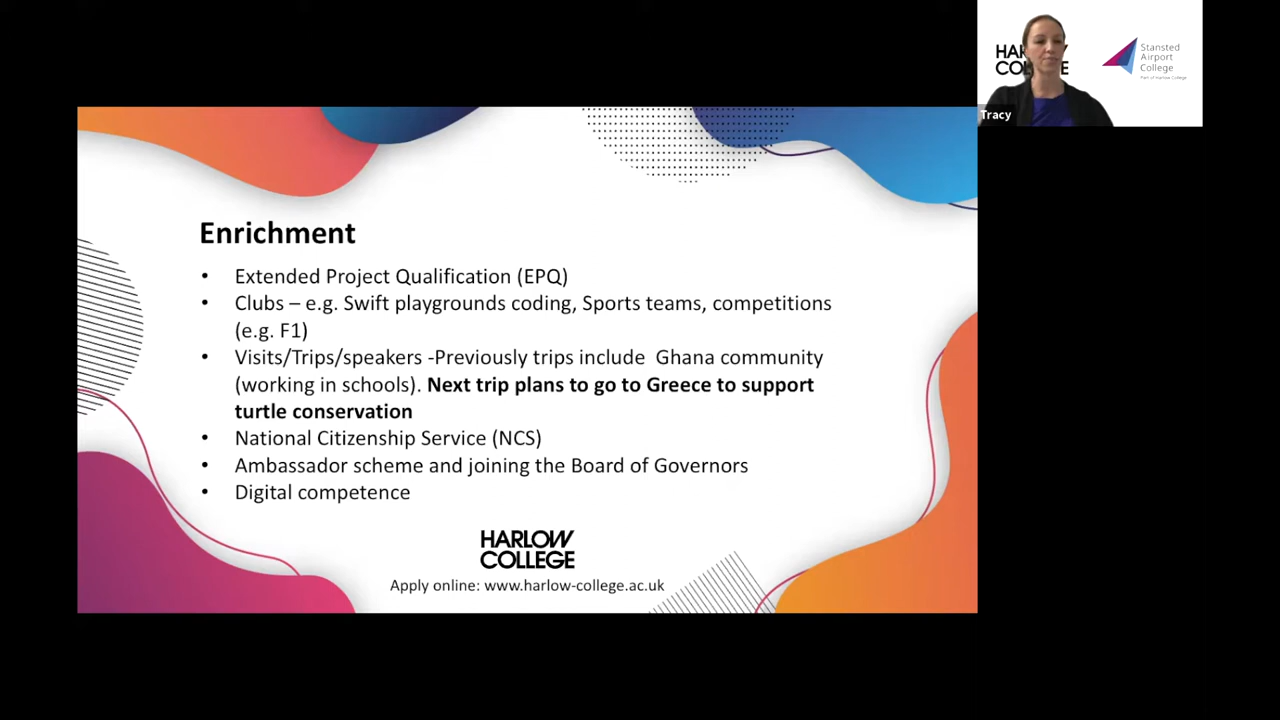 HARLOW
COLLEGE
Stansted
Airport
College
Part of Harlow College
Tracy
Enrichment
• Extended Project Qualification (EPQ)
• Clubs – e.g. Swift playgrounds coding, Sports teams, competitions
(e.g. F1)
• Visits/Trips/speakers -Previously trips include Ghana community
(working in schools). Next trip plans to go to Greece to support
turtle conservation
• National Citizenship Service (NCS)
• Ambassador scheme and joining the Board of Governors
• Digital competence
HARLOW
COLLEGE
Apply online: www.harlow-college.ac.uk